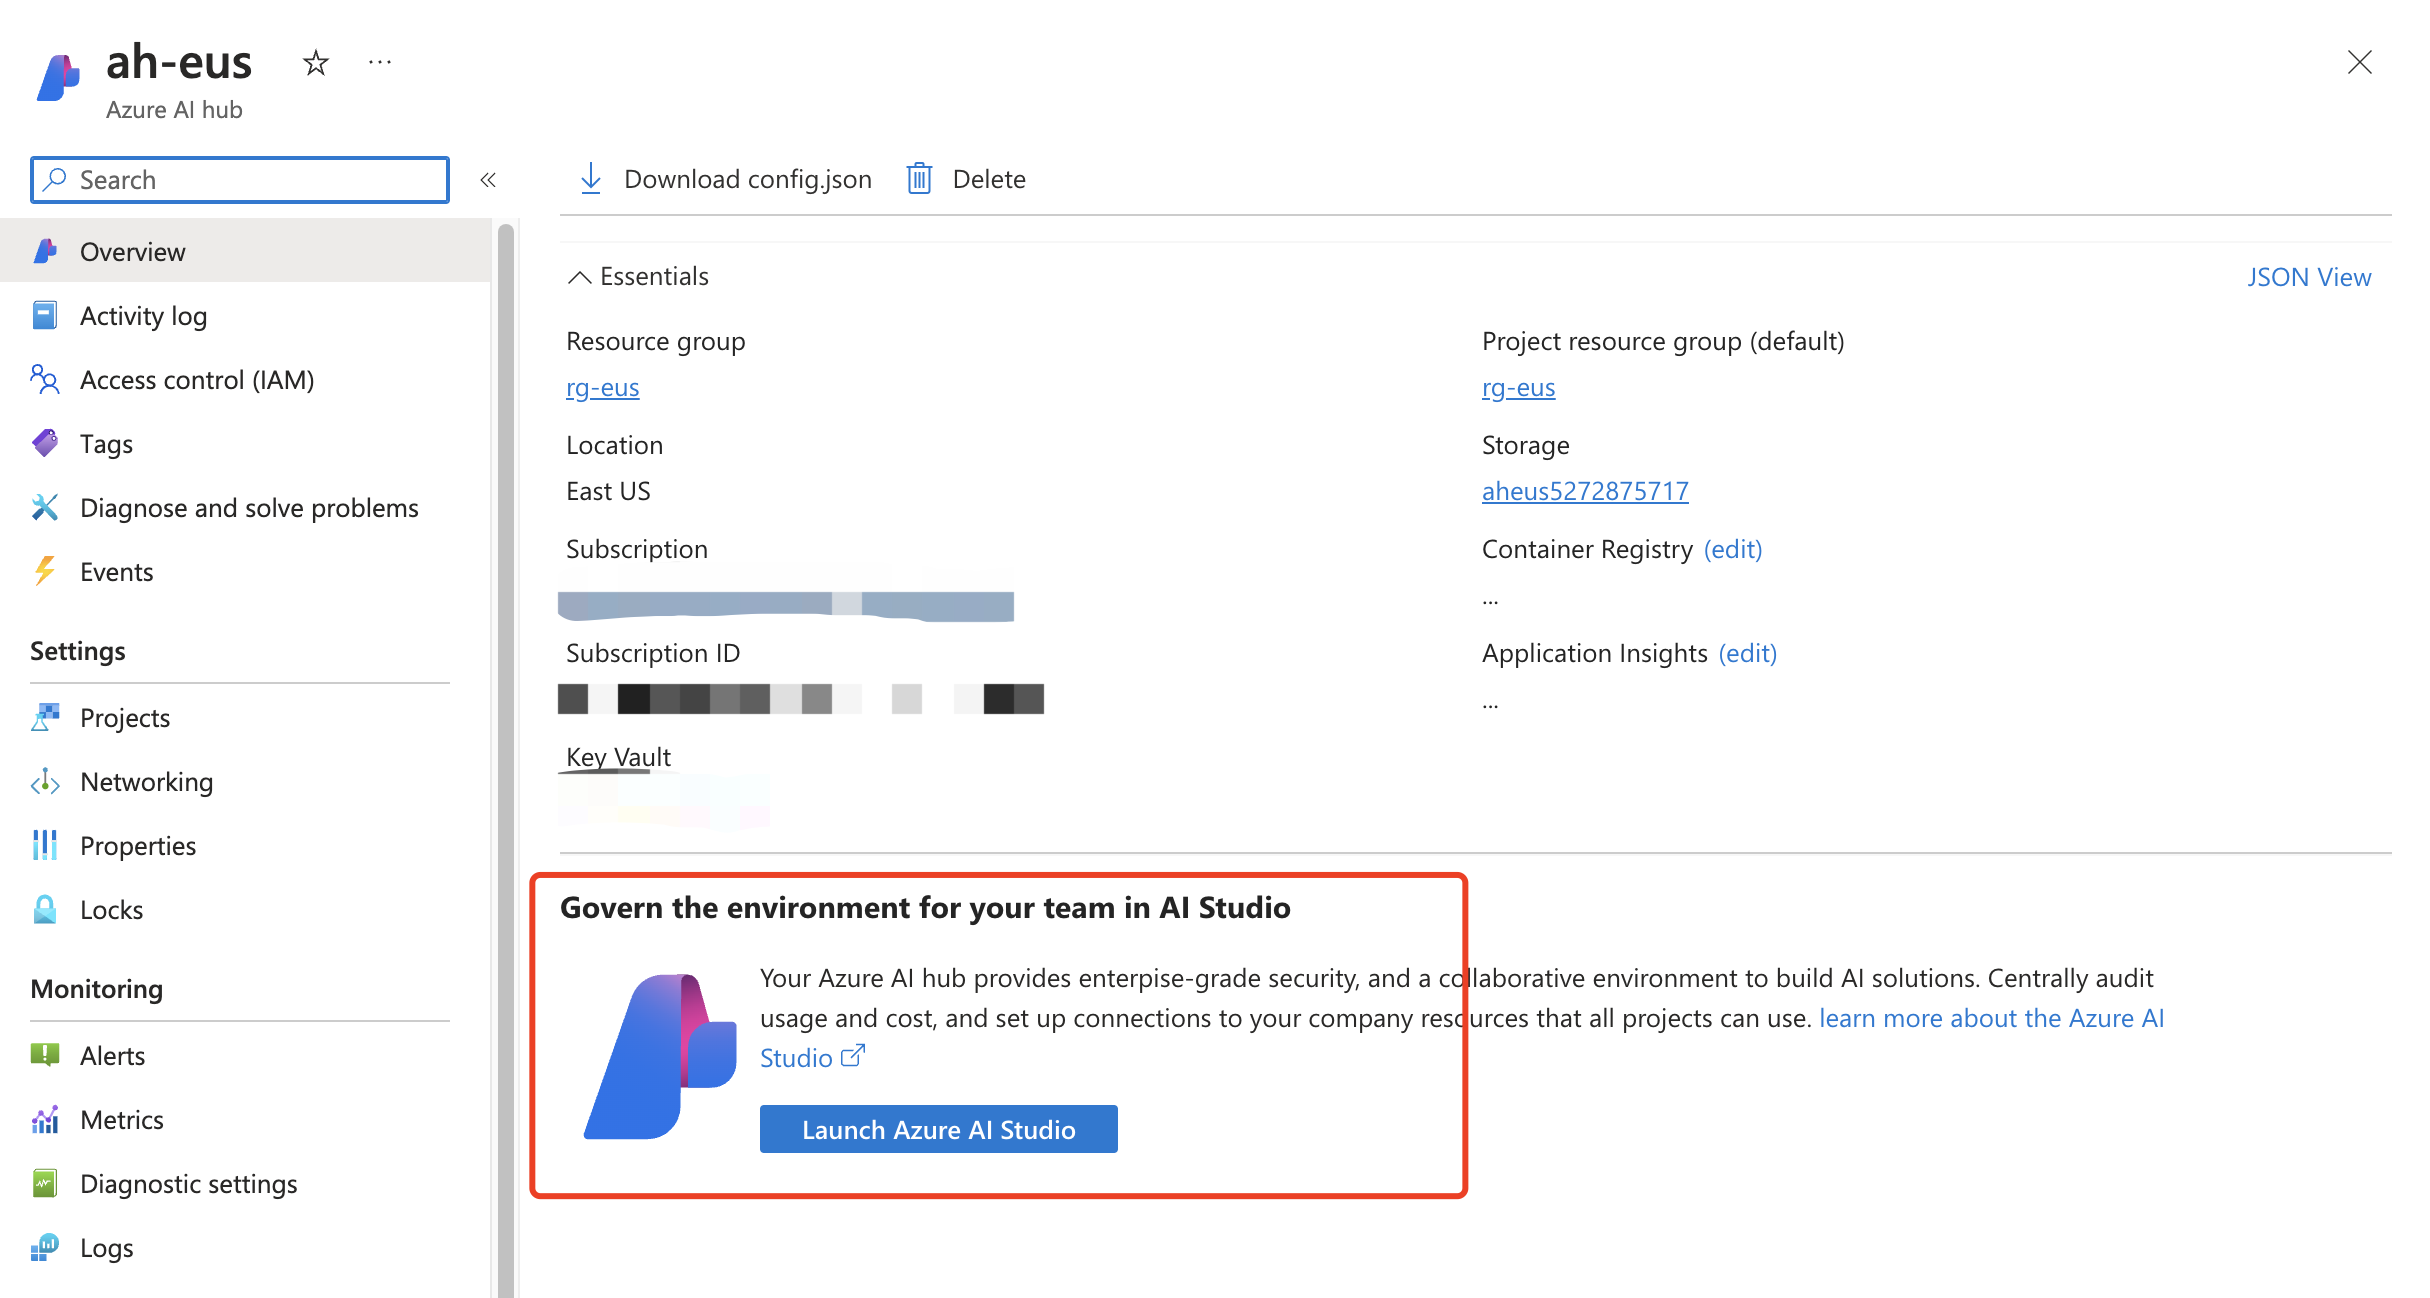 ah-eus
Azure AI hub
Search
Download config.json
Delete
Overview
Activity log
Access control (IAM)
Tags
Diagnose and solve problems
Events
Settings
Projects
Networking
Properties
Locks
Monitoring
Alerts
Metrics
Diagnostic settings
Logs
Essentials
JSON View
Resource group
rg-eus
Location
East US
Subscription
Subscription ID
Key Vault
Project resource group (default)
rg-eus
Storage
aheus5272875717
Container Registry (edit)
...
Application Insights (edit)
...
Govern the environment for your team in AI Studio
Your Azure AI hub provides enterpise-grade security, and a collaborative environment to build AI solutions. Centrally audit
usage and cost, and set up connections to your company resources that all projects can use. learn more about the Azure AI
Studio
Launch Azure AI Studio